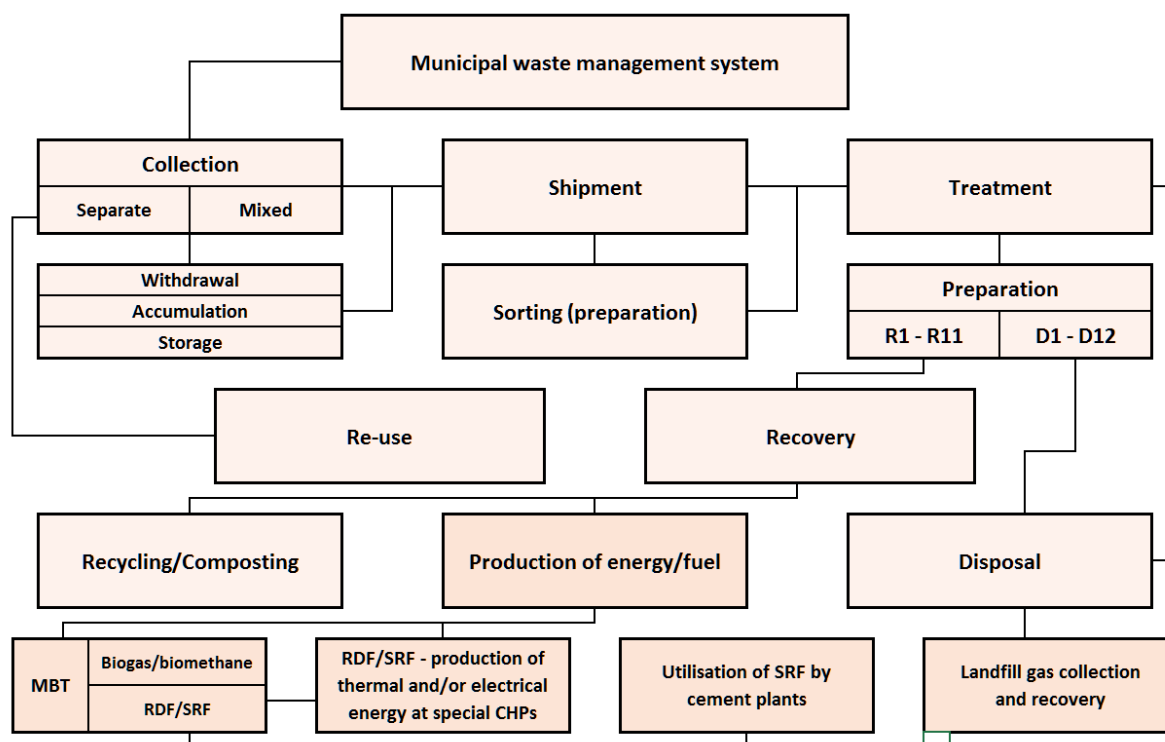 Municipal waste management system
Collection
Separate
Mixed
Shipment
Treatment
Withdrawal
Accumulation
Storage
Sorting (preparation)
Preparation
R1 - R11
D1 - D12
Re-use
Recovery
Recycling/Composting
Production of energy/fuel
Disposal
MBT
Biogas/biomethane
RDF/SRF
RDF/SRF - production of
thermal and/or electrical
energy at special CHPs
Utilisation of SRF by
cement plants
Landfill gas collection
and recovery